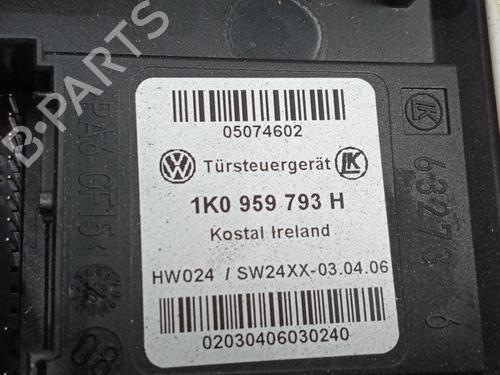 05074602
Türsteuergerät
1K0 959 793 H
Kostal Ireland
HW024 / SW24XX-03.04.06
02030406030240
B-PARTS